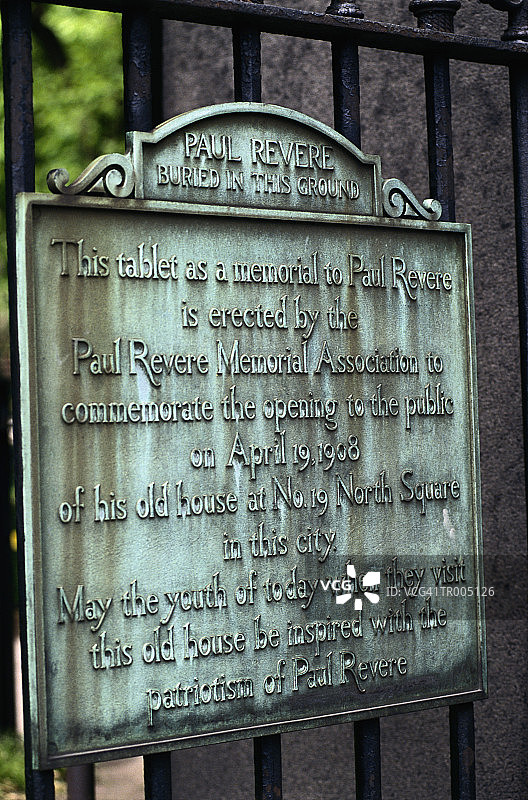 PAUL REVERE
BURIED IN THIS GROUND
This tablet as a memorial to Paul Revere
is erected by the
Paul Revere Memorial Association to
commemorate the opening to the public
on April 19, 1908
of his old house at No. 19 North Square
in this city.
May the youth of today when they visit
this old house be inspired with the
patriotism of Paul Revere
VCG
ID: VCG41TR005126